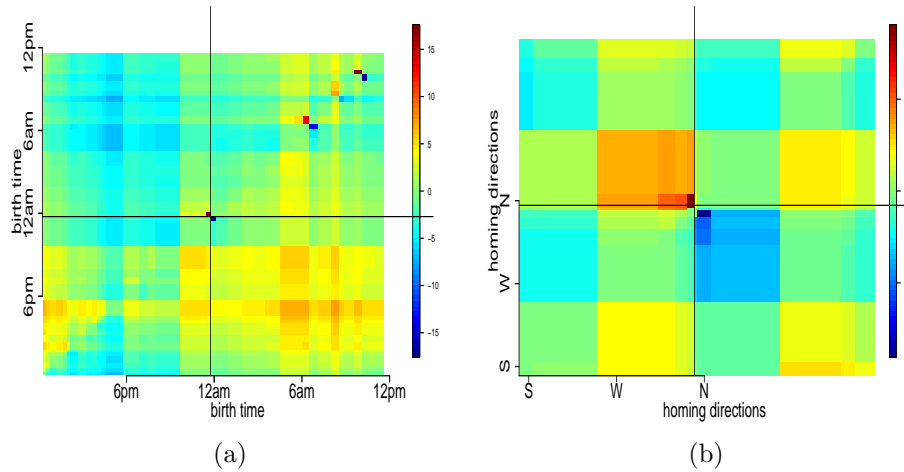 12pm
6am
12am
6pm
birth time
6pm
12am
6am
12pm
birth time
15
10
5
0
−5
−10
−15
(a)
N
W
S
homing directions
S
W
N
homing directions
(b)